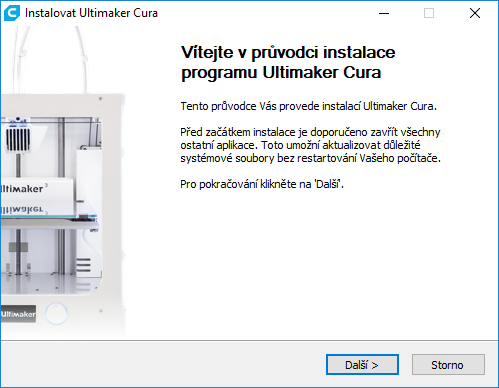 Instalovat Ultimaker Cura
Vítejte v průvodci instalace
programu Ultimaker Cura
Tento průvodce Vás provede instalací Ultimaker Cura.
Před začátkem instalace je doporučeno zavřít všechny
ostatní aplikace. Toto umožní aktualizovat důležité
systémové soubory bez restartování Vašeho počítače.
Pro pokračování klikněte na 'Další'.
Ultimaker 3
Ultimaker
Další >
Storno